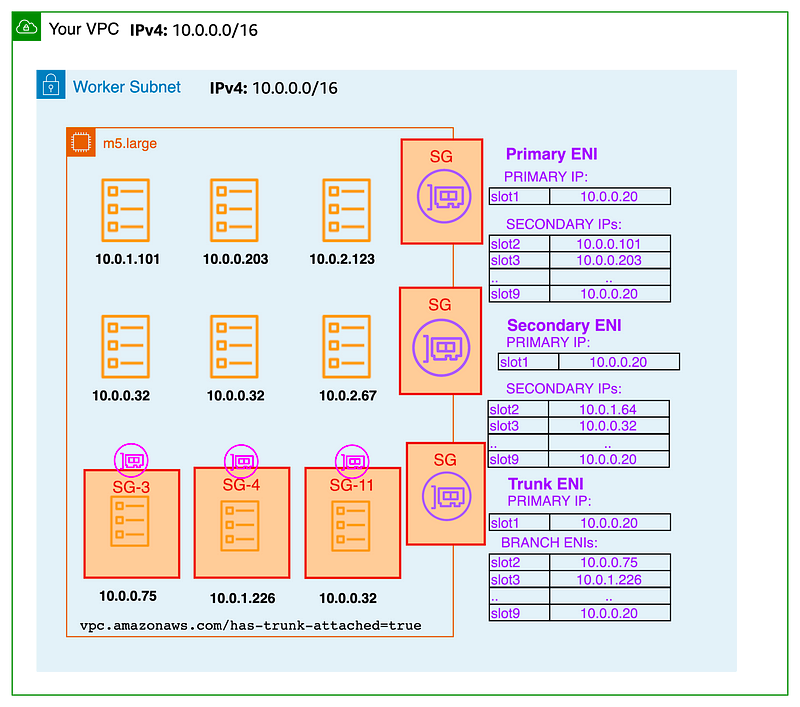 Your VPC IPv4: 10.0.0.0/16
Worker Subnet IPv4: 10.0.0.0/16
m5.large
10.0.1.101 10.0.0.203 10.0.2.123
10.0.0.32 10.0.0.32 10.0.2.67
SG-3 SG-4 SG-11
10.0.0.75 10.0.1.226 10.0.0.32
vpc.amazonaws.com/has-trunk-attached=true
SG
Primary ENI
PRIMARY IP:
slot1 10.0.0.20
SECONDARY IPs:
slot2 10.0.0.101
slot3 10.0.0.203
.. ..
slot9 10.0.0.20
SG
Secondary ENI
PRIMARY IP:
slot1 10.0.0.20
SECONDARY IPs:
slot2 10.0.1.64
slot3 10.0.0.32
.. ..
slot9 10.0.0.20
SG
Trunk ENI
PRIMARY IP:
slot1 10.0.0.20
BRANCH ENIs:
slot2 10.0.0.75
slot3 10.0.1.226
.. ..
slot9 10.0.0.20